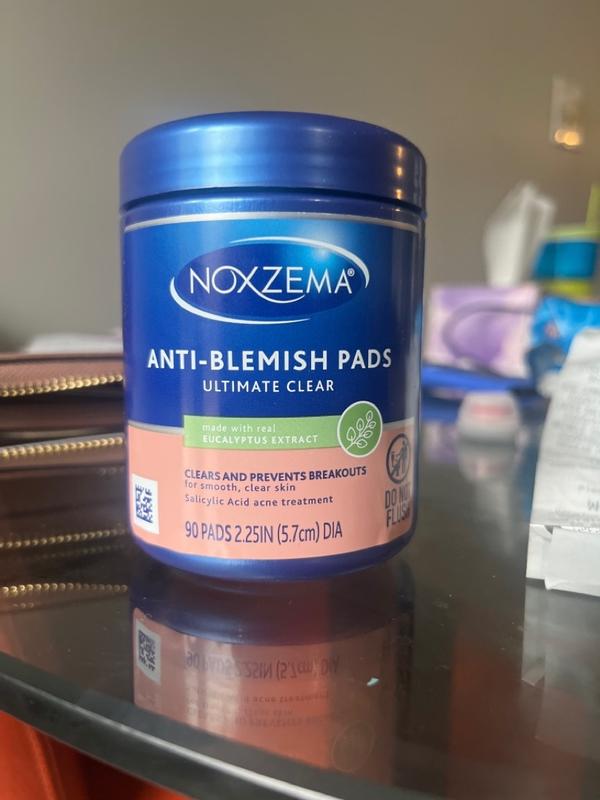 NOXZEMA®
ANTI-BLEMISH PADS
ULTIMATE CLEAR
made with real
EUCALYPTUS EXTRACT
CLEARS AND PREVENTS BREAKOUTS
for smooth, clear skin
Salicylic Acid acne treatment
90 PADS 2.25IN (5.7cm) DIA
DO NOT
FLUSH